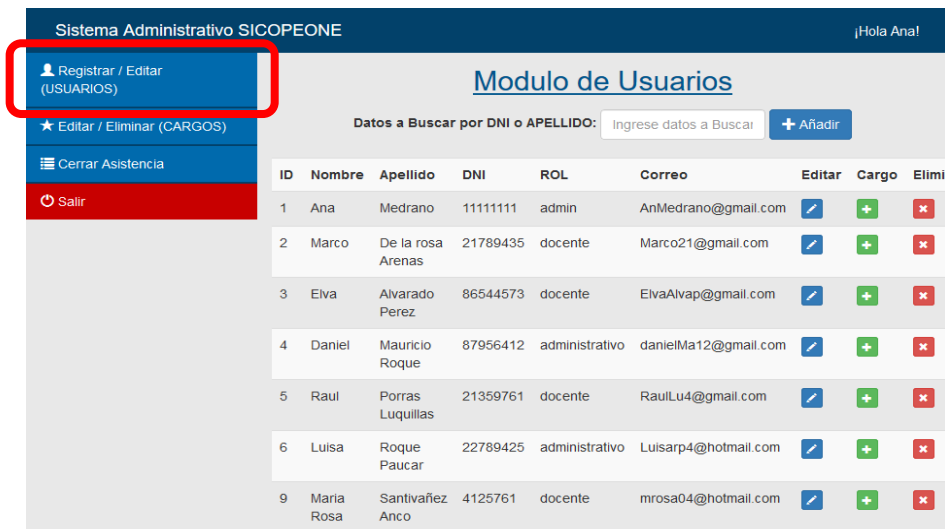 Sistema Administrativo SICOPEONE
¡Hola Ana!
Registrar / Editar
(USUARIOS)
Editar / Eliminar (CARGOS)
Cerrar Asistencia
Salir
Modulo de Usuarios
Datos a Buscar por DNI o APELLIDO: Ingrese datos a Buscar Añadir
ID Nombre Apellido DNI ROL Correo Editar Cargo Elimi
1 Ana Medrano 11111111 admin AnMedrano@gmail.com
2 Marco De la rosa 21789435 docente Marco21@gmail.com
Arenas
3 Elva Alvarado 86544573 docente ElvaAlvap@gmail.com
Perez
4 Daniel Mauricio 87956412 administrativo danielMa12@gmail.com
Roque
5 Raul Porras 21359761 docente RaulLu4@gmail.com
Luquillas
6 Luisa Roque 22789425 administrativo Luisarp4@hotmail.com
Paucar
9 Maria Santivañez 4125761 docente mrosa04@hotmail.com
Rosa Anco